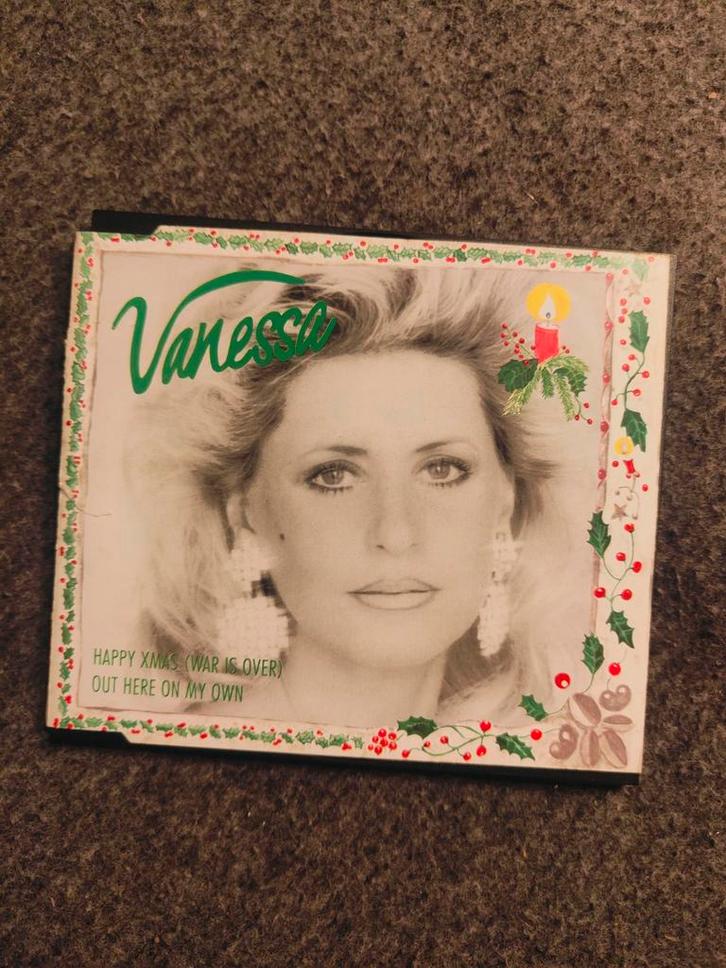 Vanessa
HAPPY XMAS (WAR IS OVER)
OUT HERE ON MY OWN